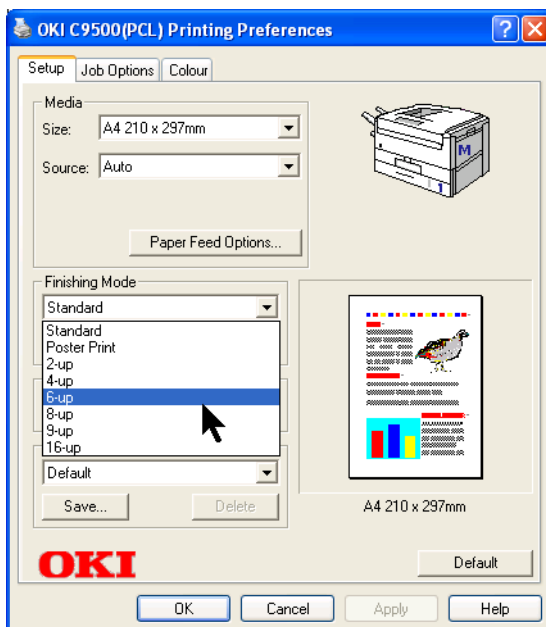 OKI C9500(PCL) Printing Preferences
Setup Job Options Colour
Media
Size: A4 210 x 297mm
Source: Auto
M
1
Paper Feed Options...
Finishing Mode
Standard
Standard
Poster Print
2-up
4-up
6-up
8-up
9-up
16-up
Default
Save... Delete
A4 210 x 297mm
OKI
Default
OK Cancel Apply Help